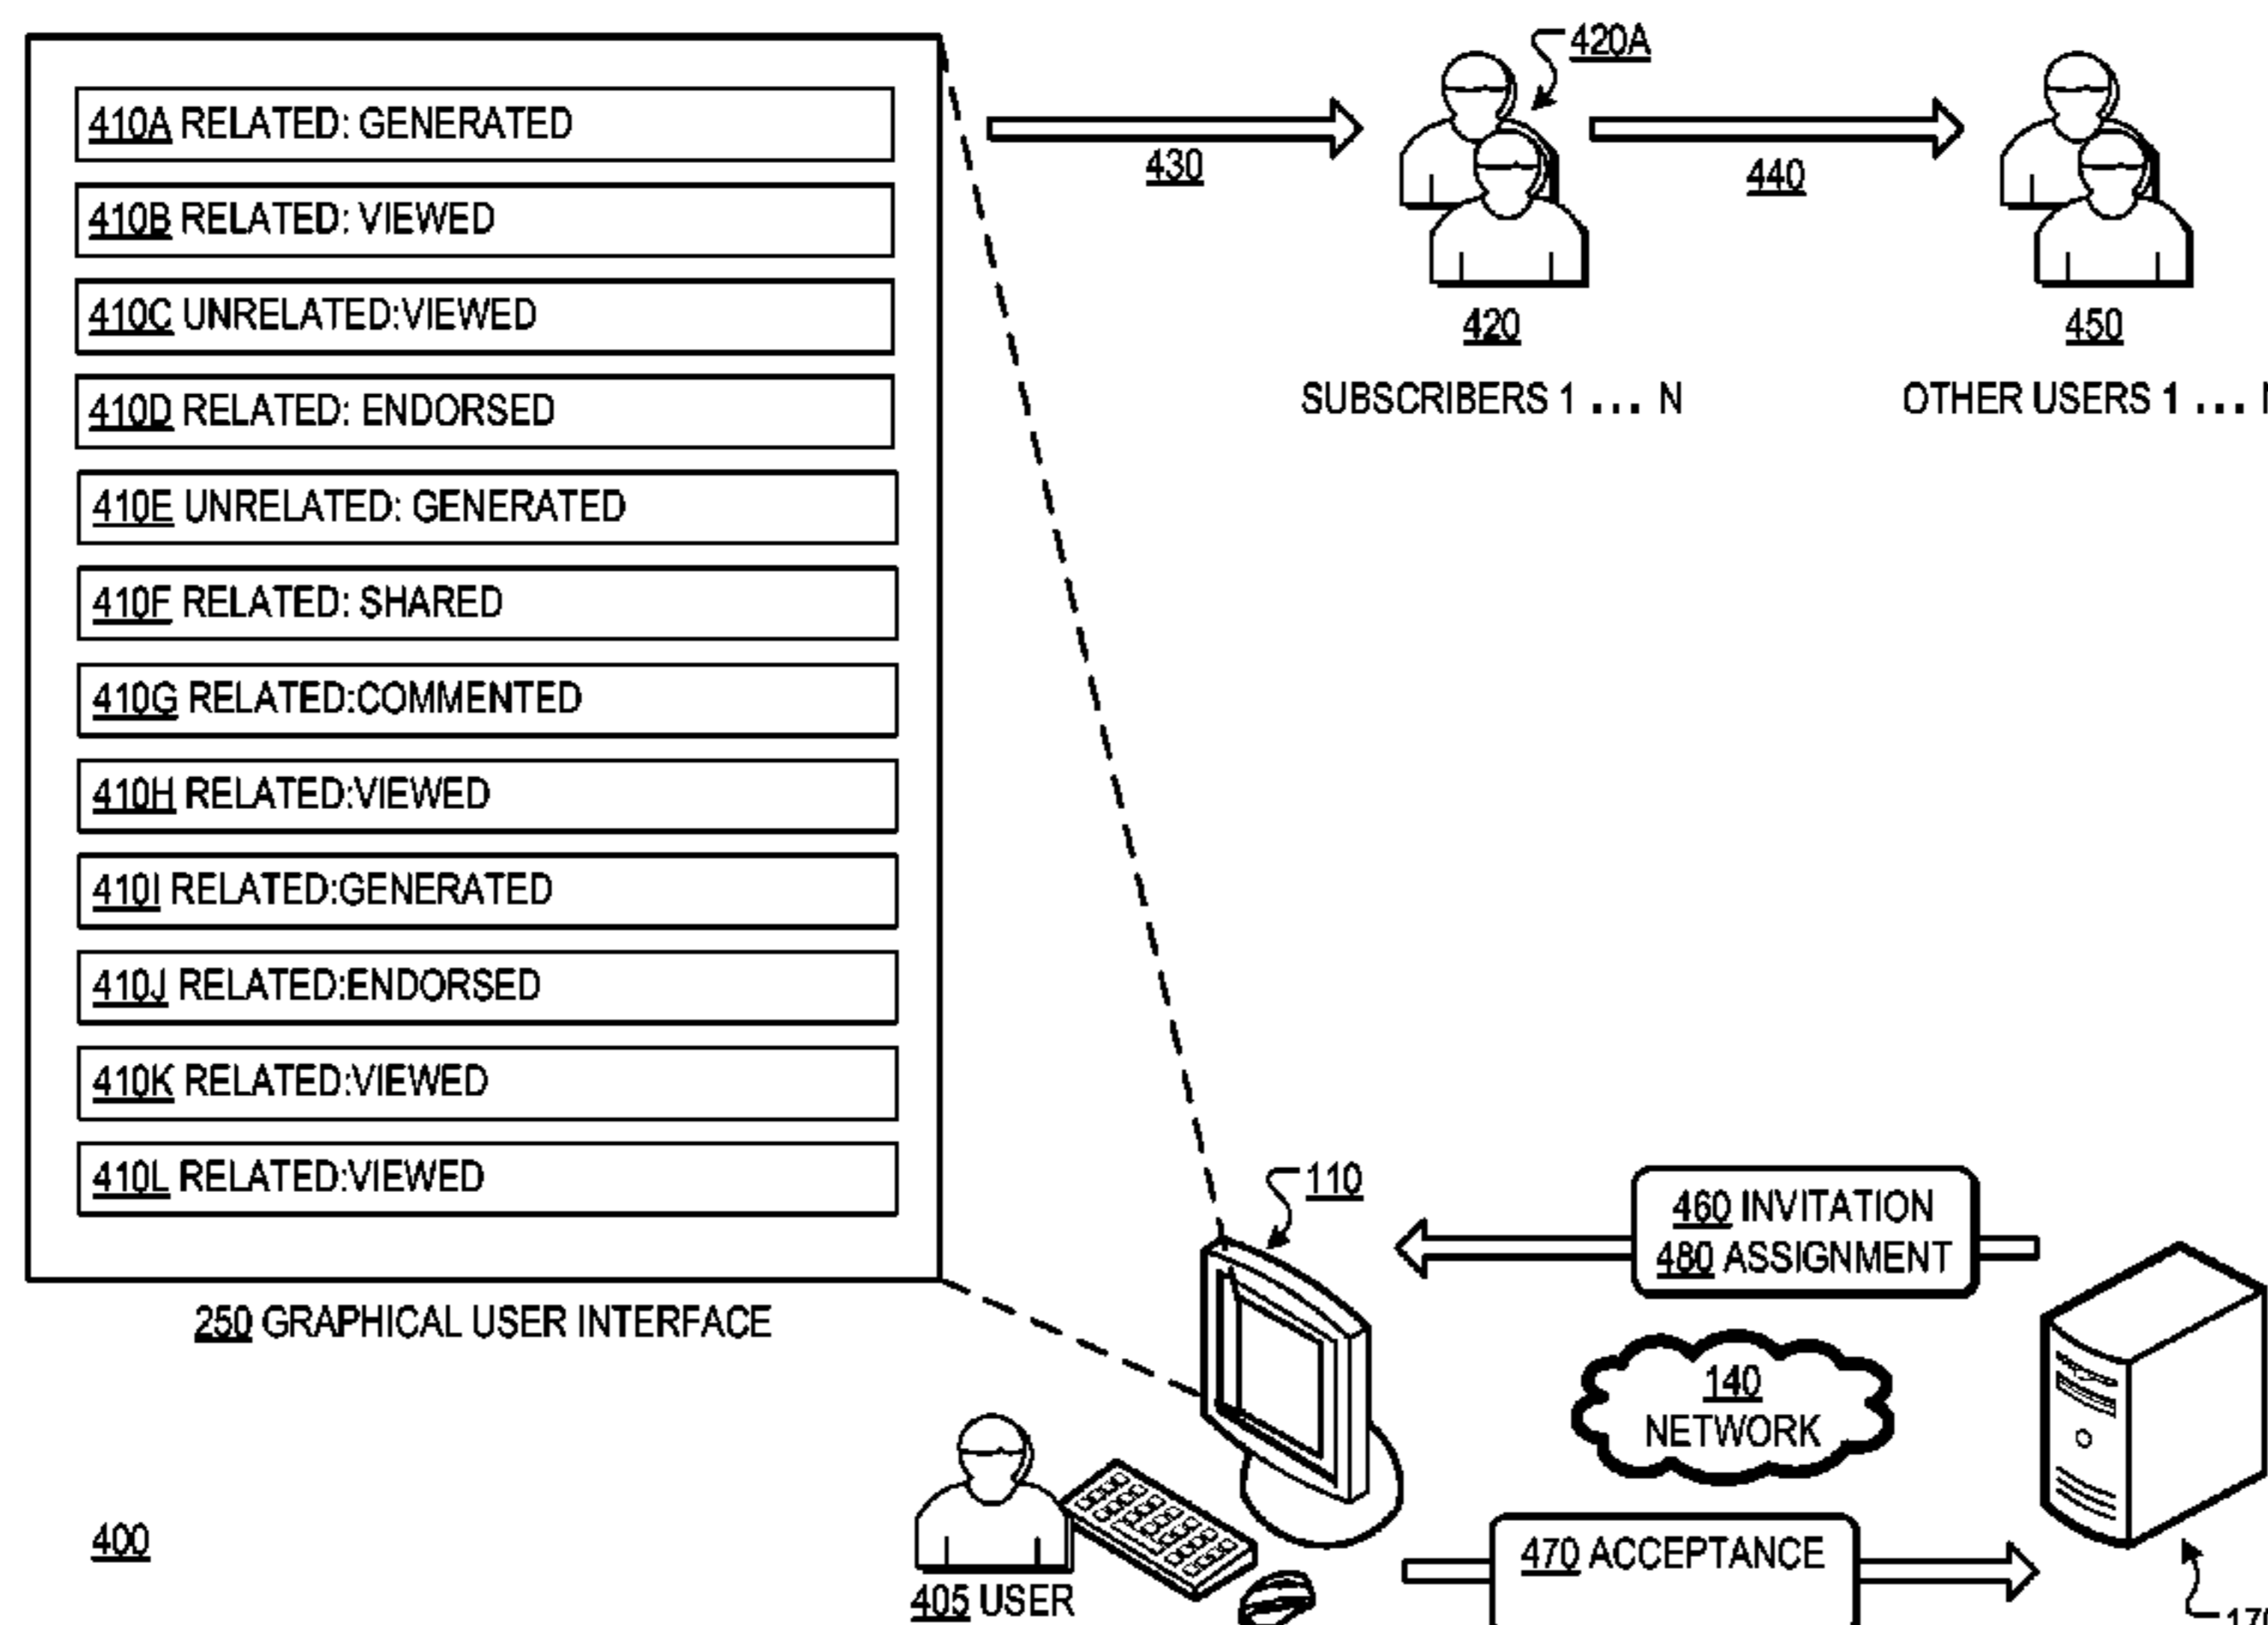 410A RELATED: GENERATED
410B RELATED: VIEWED
410C UNRELATED:VIEWED
410D RELATED: ENDORSED
410E UNRELATED: GENERATED
410F RELATED: SHARED
410G RELATED:COMMENTED
410H RELATED:VIEWED
410I RELATED:GENERATED
410J RELATED:ENDORSED
410K RELATED:VIEWED
410L RELATED:VIEWED
250 GRAPHICAL USER INTERFACE
430
420A
440
420
SUBSCRIBERS 1 ... N
450
OTHER USERS 1 ...
110
460 INVITATION
480 ASSIGNMENT
140
NETWORK
470 ACCEPTANCE
405 USER
400